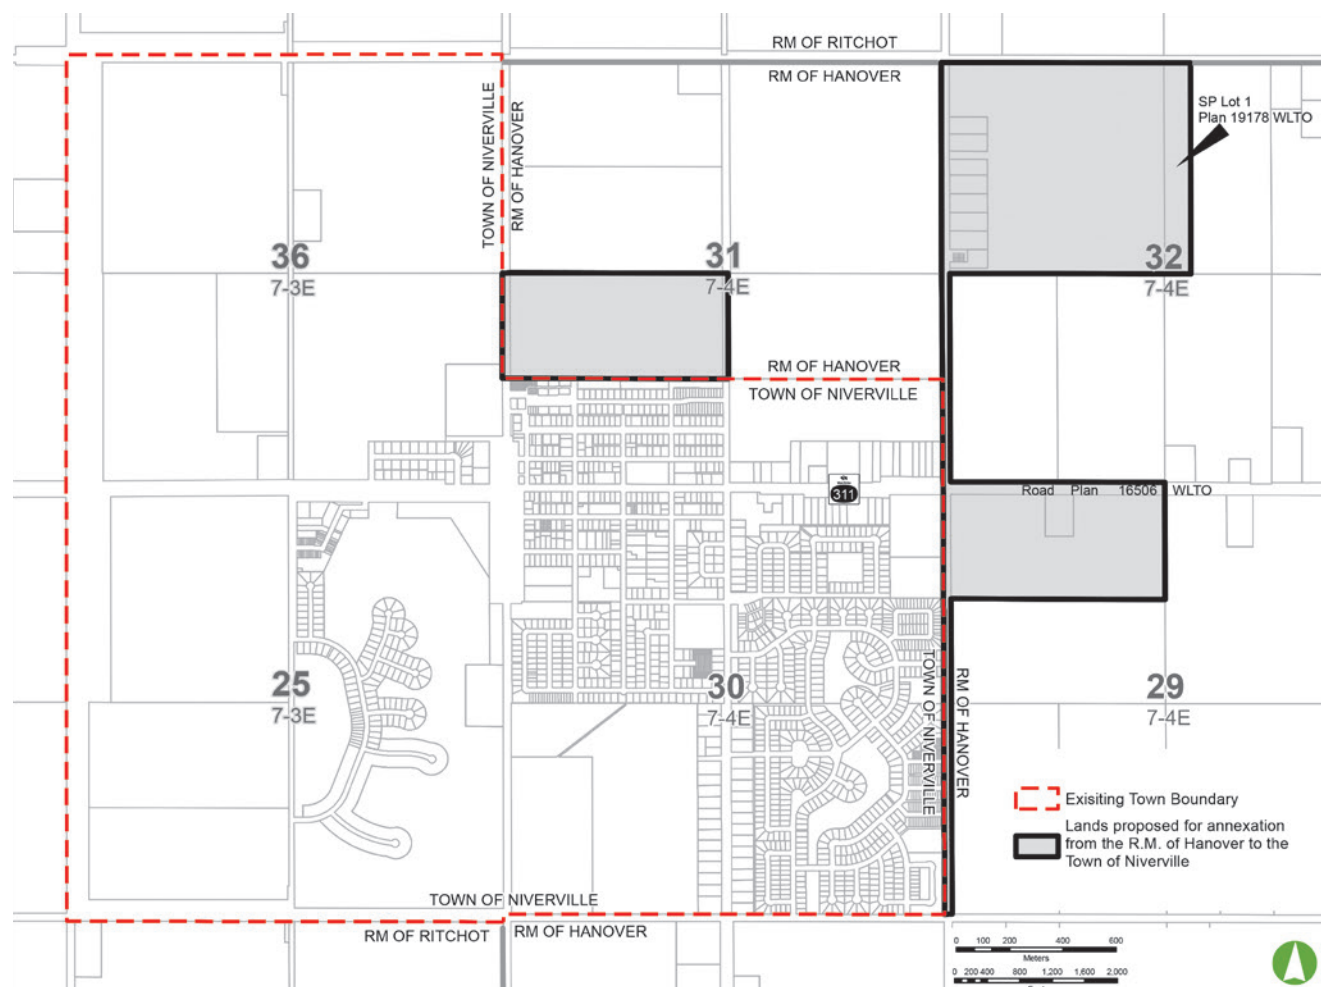 RM OF RITCHOT
RM OF HANOVER
SP Lot 1
Plan 19178 WLTO
TOWN OF NIVERVILLE
RM OF HANOVER
36
7-3E
31
7-4E
32
7-4E
RM OF HANOVER
TOWN OF NIVERVILLE
311
Road Plan 16506 WLTO
25
7-3E
30
7-4E
TOWN OF NIVERVILLE
RM OF HANOVER
29
7-4E
Exisiting Town Boundary
Lands proposed for annexation
from the R.M. of Hanover to the
Town of Niverville
TOWN OF NIVERVILLE
RM OF RITCHOT
RM OF HANOVER
0 100 200 400 600
Meters
0 200 400 800 1,200 1,600 2,000